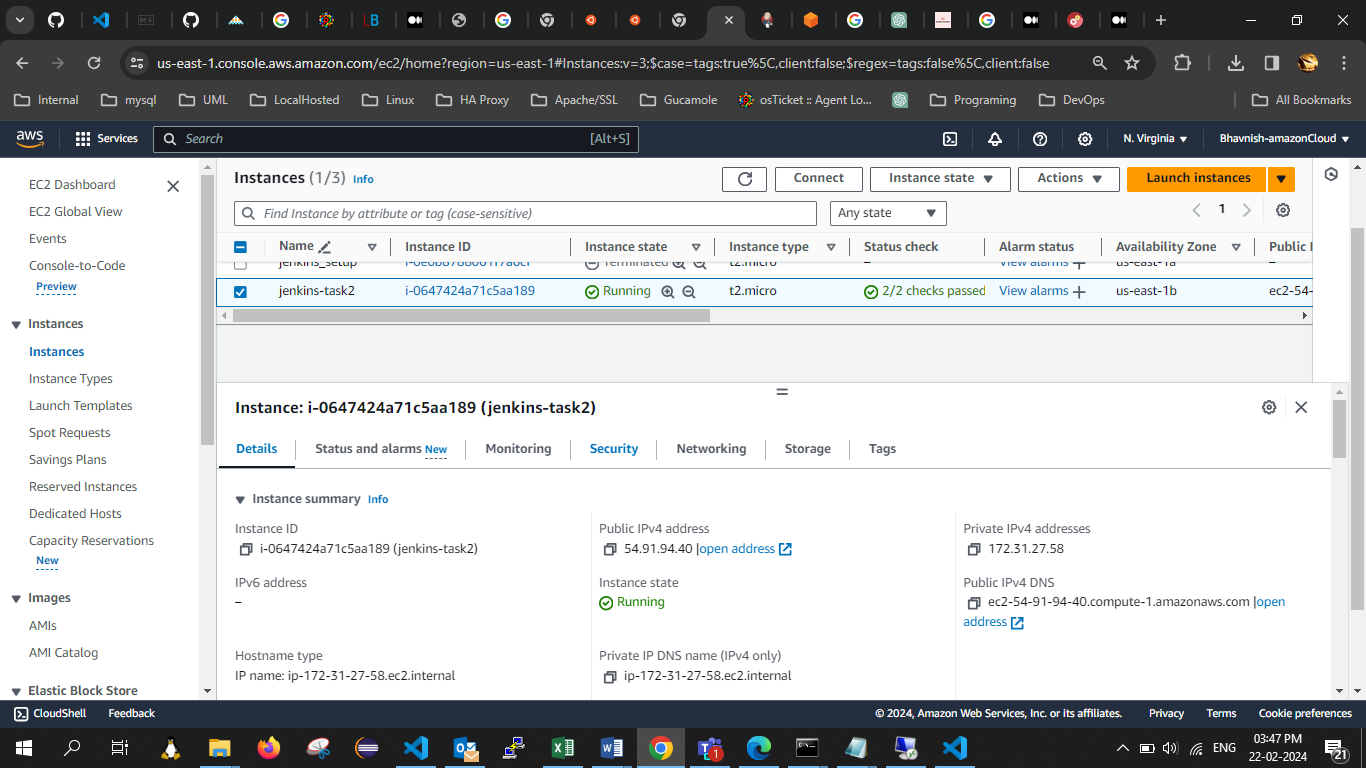 us-east-1.console.aws.amazon.com/ec2/home?region=us-east-1#Instances:v=3;$case=tags:true%5C,client:false;$regex=tags:false%5C,client:false
Internal mysql UML LocalHosted Linux HA Proxy Apache/SSL Gucamole osTicket :: Agent Lo... Programing DevOps All Bookmarks
aws Services Search [Alt+S] N. Virginia Bhavnish-amazonCloud
EC2 Dashboard
EC2 Global View
Events
Console-to-Code
Preview
Instances
Instances
Instance Types
Launch Templates
Spot Requests
Savings Plans
Reserved Instances
Dedicated Hosts
Capacity Reservations
New
Images
AMIs
AMI Catalog
Elastic Block Store
Instances (1/3) Info Connect Instance state Actions Launch instances
Find Instance by attribute or tag (case-sensitive) Any state 1
Name Instance ID Instance state Instance type Status check Alarm status Availability Zone Public I
jenkins_setup Terminated t2.micro – View alarms us-east-1a –
jenkins-task2 i-0647424a71c5aa189 Running t2.micro 2/2 checks passed View alarms us-east-1b ec2-54-
Instance: i-0647424a71c5aa189 (jenkins-task2)
Details Status and alarms New Monitoring Security Networking Storage Tags
Instance summary Info
Instance ID
i-0647424a71c5aa189 (jenkins-task2)
Public IPv4 address
54.91.94.40 |open address
Private IPv4 addresses
172.31.27.58
IPv6 address
–
Instance state
Running
Public IPv4 DNS
ec2-54-91-94-40.compute-1.amazonaws.com |open
address
Hostname type
IP name: ip-172-31-27-58.ec2.internal
Private IP DNS name (IPv4 only)
ip-172-31-27-58.ec2.internal
CloudShell Feedback © 2024, Amazon Web Services, Inc. or its affiliates. Privacy Terms Cookie preferences
ENG 03:47 PM
22-02-2024 21